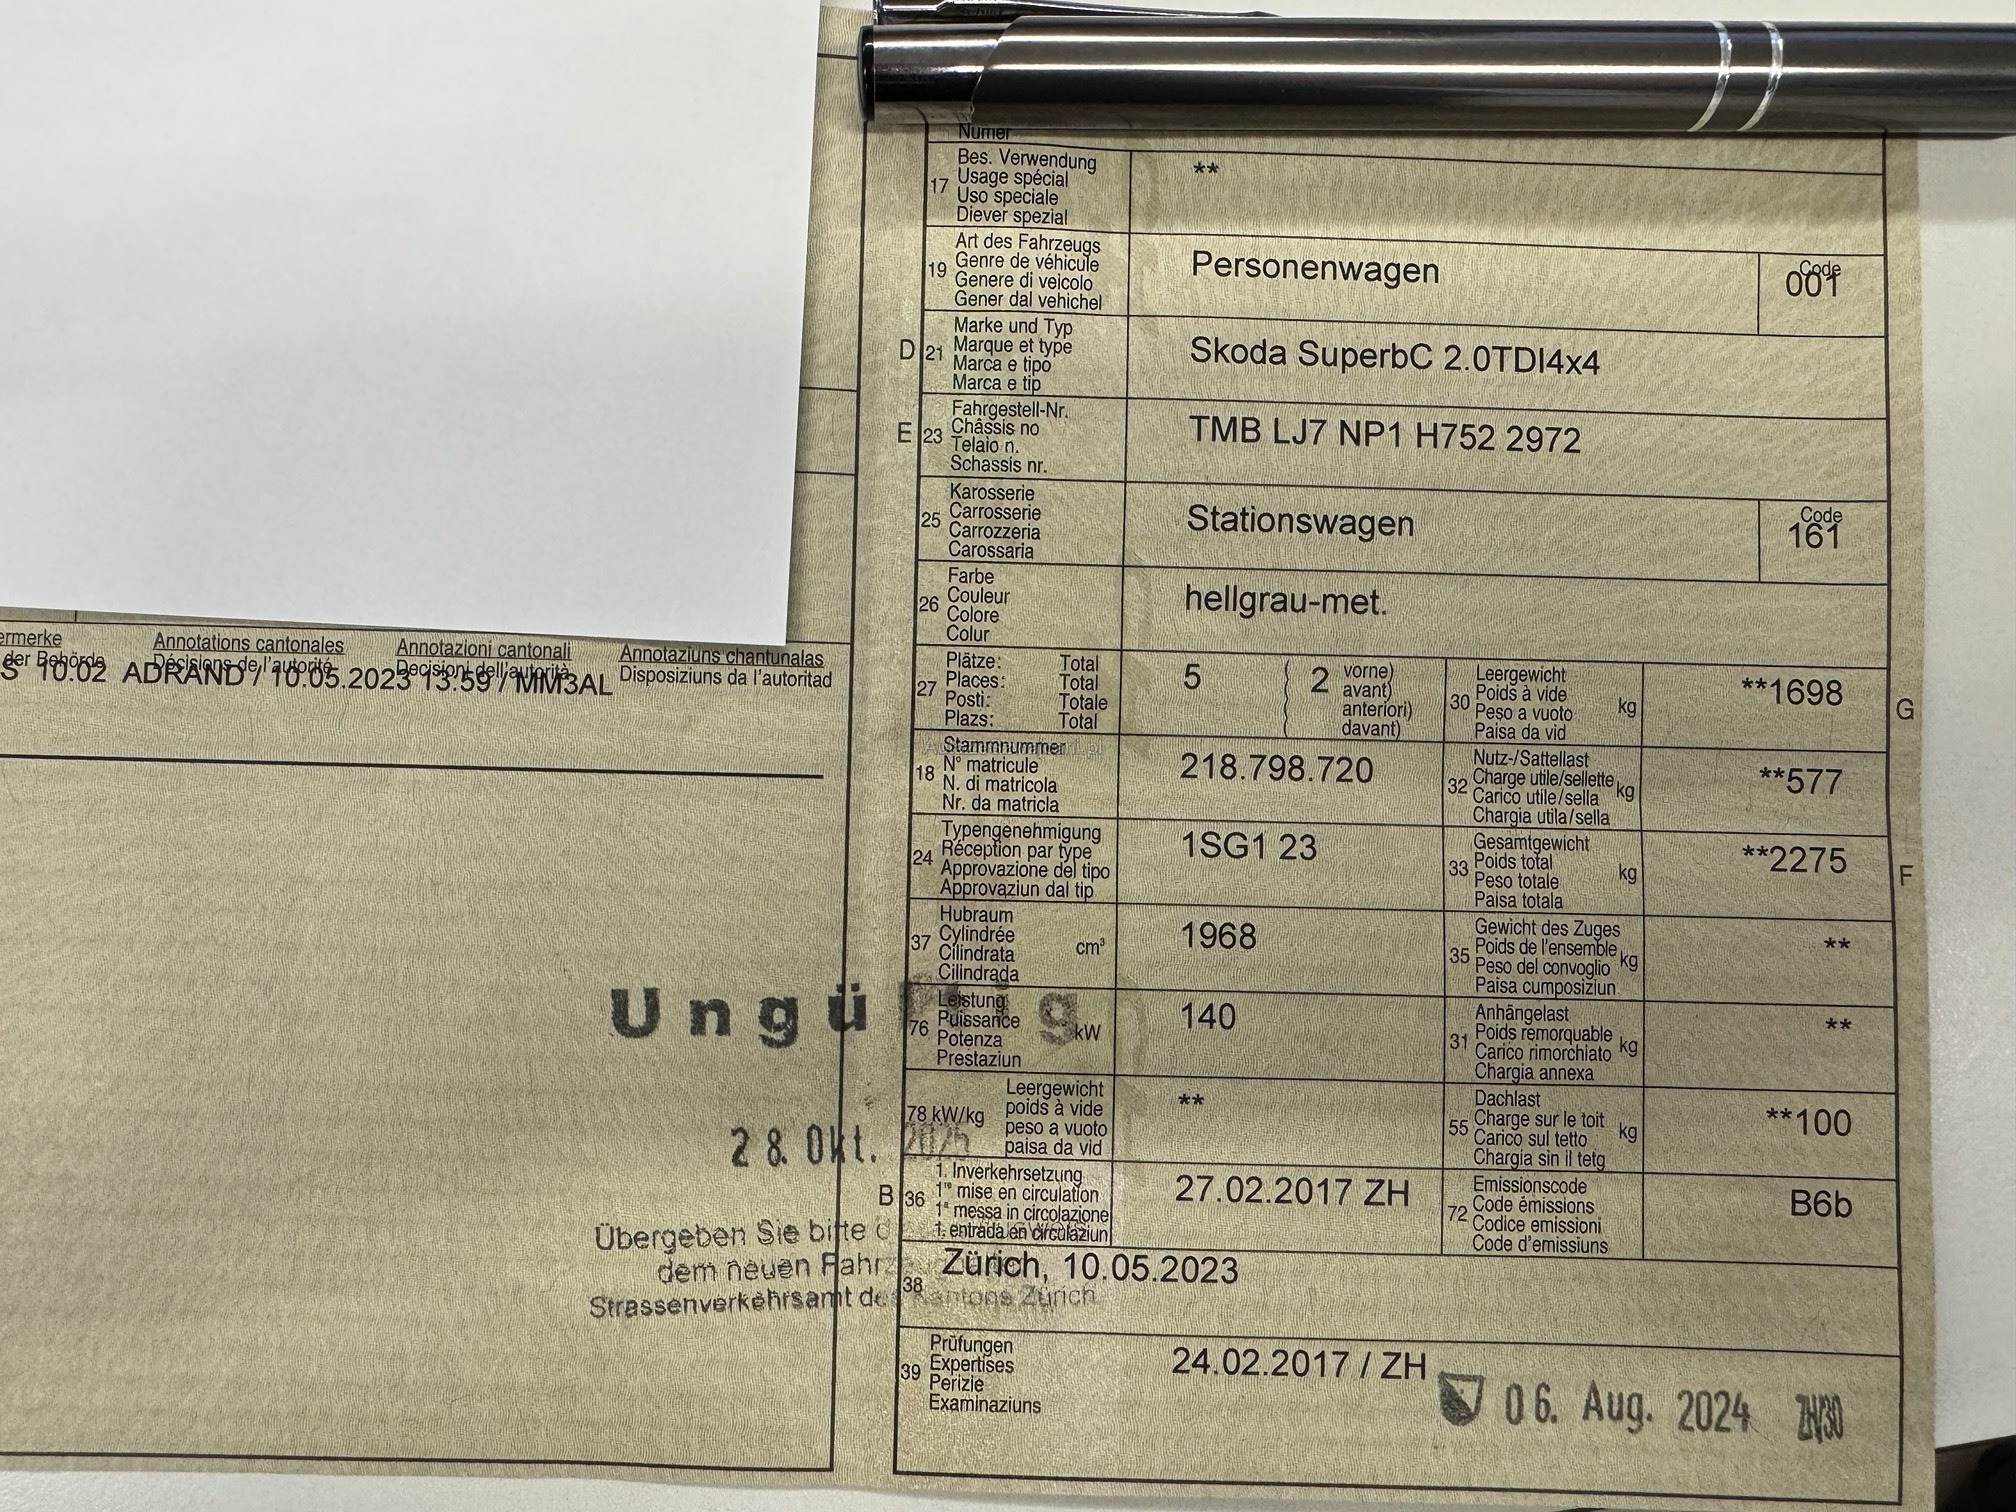 ermerke
der Behörde
Annotations cantonales
Décisions de l'autorité
Annotazioni cantonali
Decisioni dell'autorità
Annotaziuns chantunalas
Disposiziuns da l'autoritad
S 10.02 ADRAND / 10.05.2023 13:59 / MM3AL
Ungü g
28. Okt. 2025
Übergeben Sie bitte d
dem neuen Fahrz
Strassenverkehrsamt des Kantons Zürich
Numer
17 Bes. Verwendung
Usage spécial
Uso speciale
Diever spezial
**
19 Art des Fahrzeugs
Genre de véhicule
Genere di veicolo
Gener dal vehichel
Personenwagen
Code
001
D 21 Marke und Typ
Marque et type
Marca e tipo
Marca e tip
Skoda SuperbC 2.0TDI4x4
E 23 Fahrgestell-Nr.
Châssis no
Telaio n.
Schassis nr.
TMB LJ7 NP1 H752 2972
25 Karosserie
Carrosserie
Carrozzeria
Carossaria
Stationswagen
Code
161
26 Farbe
Couleur
Colore
Colur
hellgrau-met.
27 Plätze: Total
Places: Total
Posti: Totale
Plazs: Total
5 ( 2 vorne)
avant)
anteriori)
davant)
30 Leergewicht
Poids à vide
Peso a vuoto
Paisa da vid
kg
**1698
G
18 Stammnummer
N° matricule
N. di matricola
Nr. da matricla
218.798.720
32 Nutz-/Sattellast
Charge utile/sellette
Carico utile/sella
Chargia utila/sella
kg
**577
24 Typengenehmigung
Réception par type
Approvazione del tipo
Approvaziun dal tip
1SG1 23
33 Gesamtgewicht
Poids total
Peso totale
Paisa totala
kg
**2275
F
37 Hubraum
Cylindrée
Cilindrata
Cilindrada
cm³
1968
35 Gewicht des Zuges
Poids de l'ensemble
Peso del convoglio
Paisa cumposiziun
kg
**
76 Leistung
Puissance
Potenza
Prestaziun
kW
140
31 Anhängelast
Poids remorquable
Carico rimorchiato
Chargia annexa
kg
**
78 kW/kg
Leergewicht
poids à vide
peso a vuoto
paisa da vid
**
55 Dachlast
Charge sur le toit
Carico sul tetto
Chargia sin il tetg
kg
**100
B 36 1. Inverkehrsetzung
1re mise en circulation
1a messa in circolazione
1. entrada en circulaziun
27.02.2017 ZH
72 Emissionscode
Code émissions
Codice emissioni
Code d'emissiuns
B6b
38 Zürich, 10.05.2023
39 Prüfungen
Expertises
Perizie
Examinaziuns
24.02.2017 / ZH
06. Aug. 2024 ZH/30